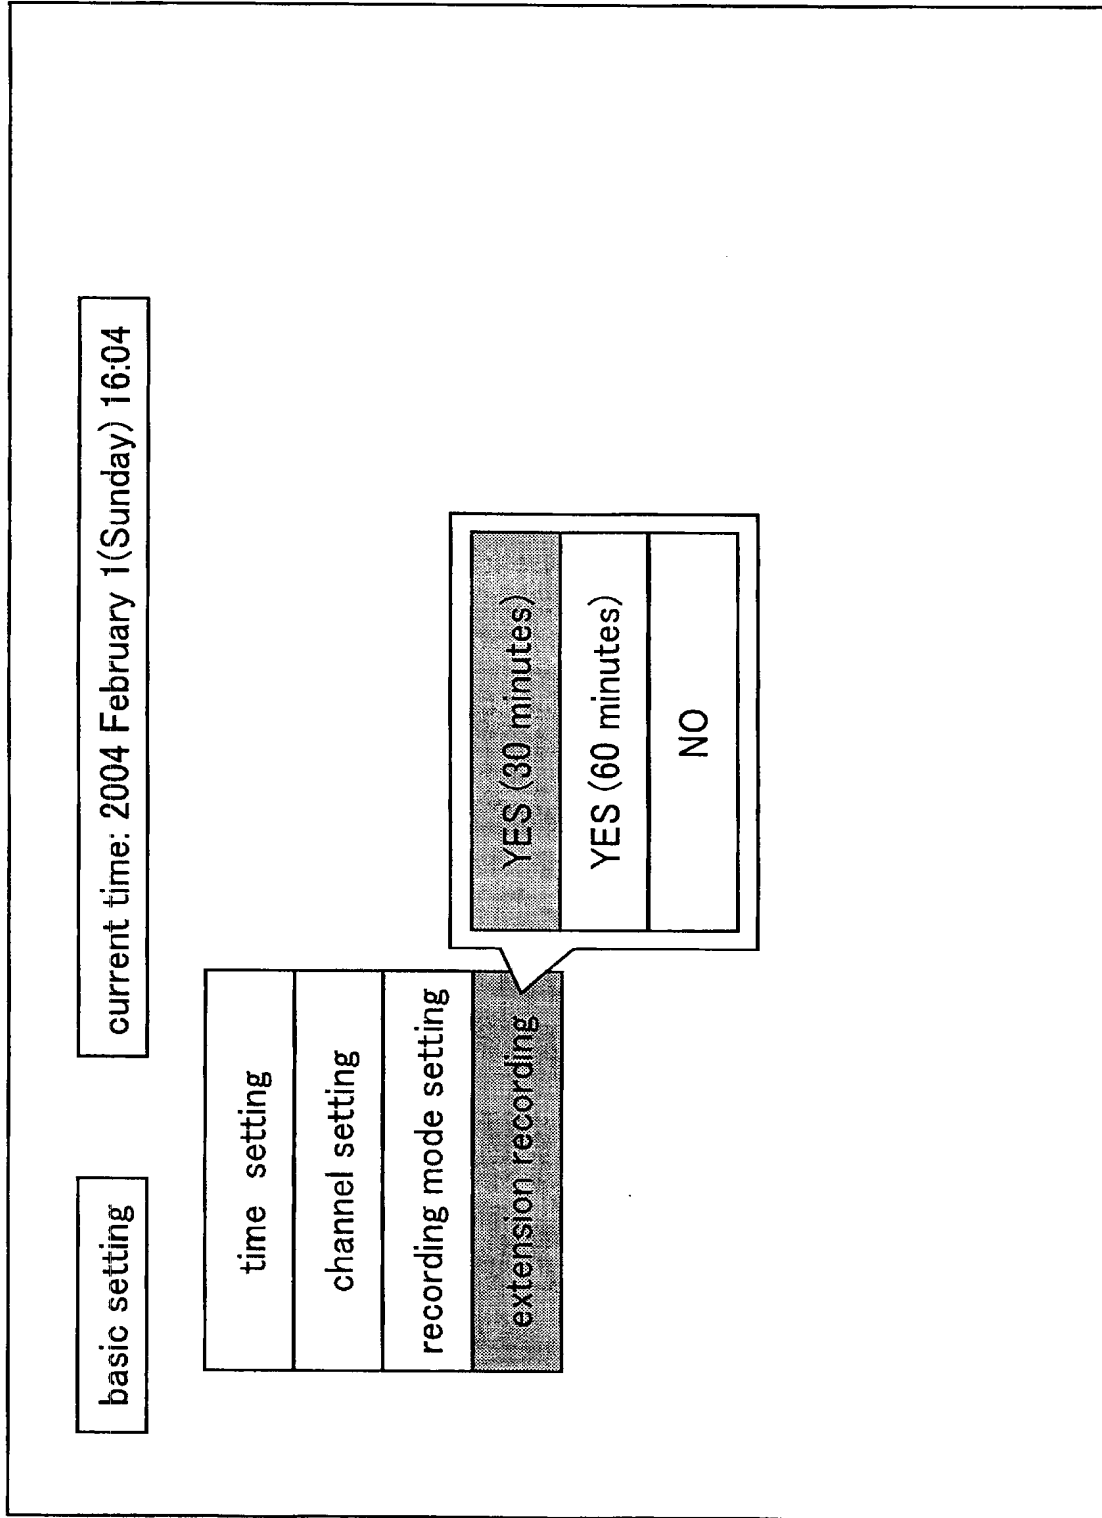 basic setting
current time: 2004 February 1(Sunday) 16:04
time setting
channel setting
recording mode setting
extension recording
YES (30 minutes)
YES (60 minutes)
NO